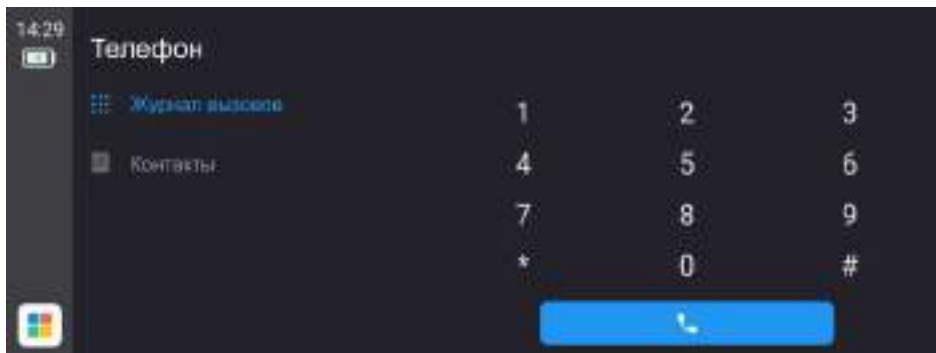 14:29
Телефон
Журнал вызовов
Контакты
1 2 3
4 5 6
7 8 9
* 0 #